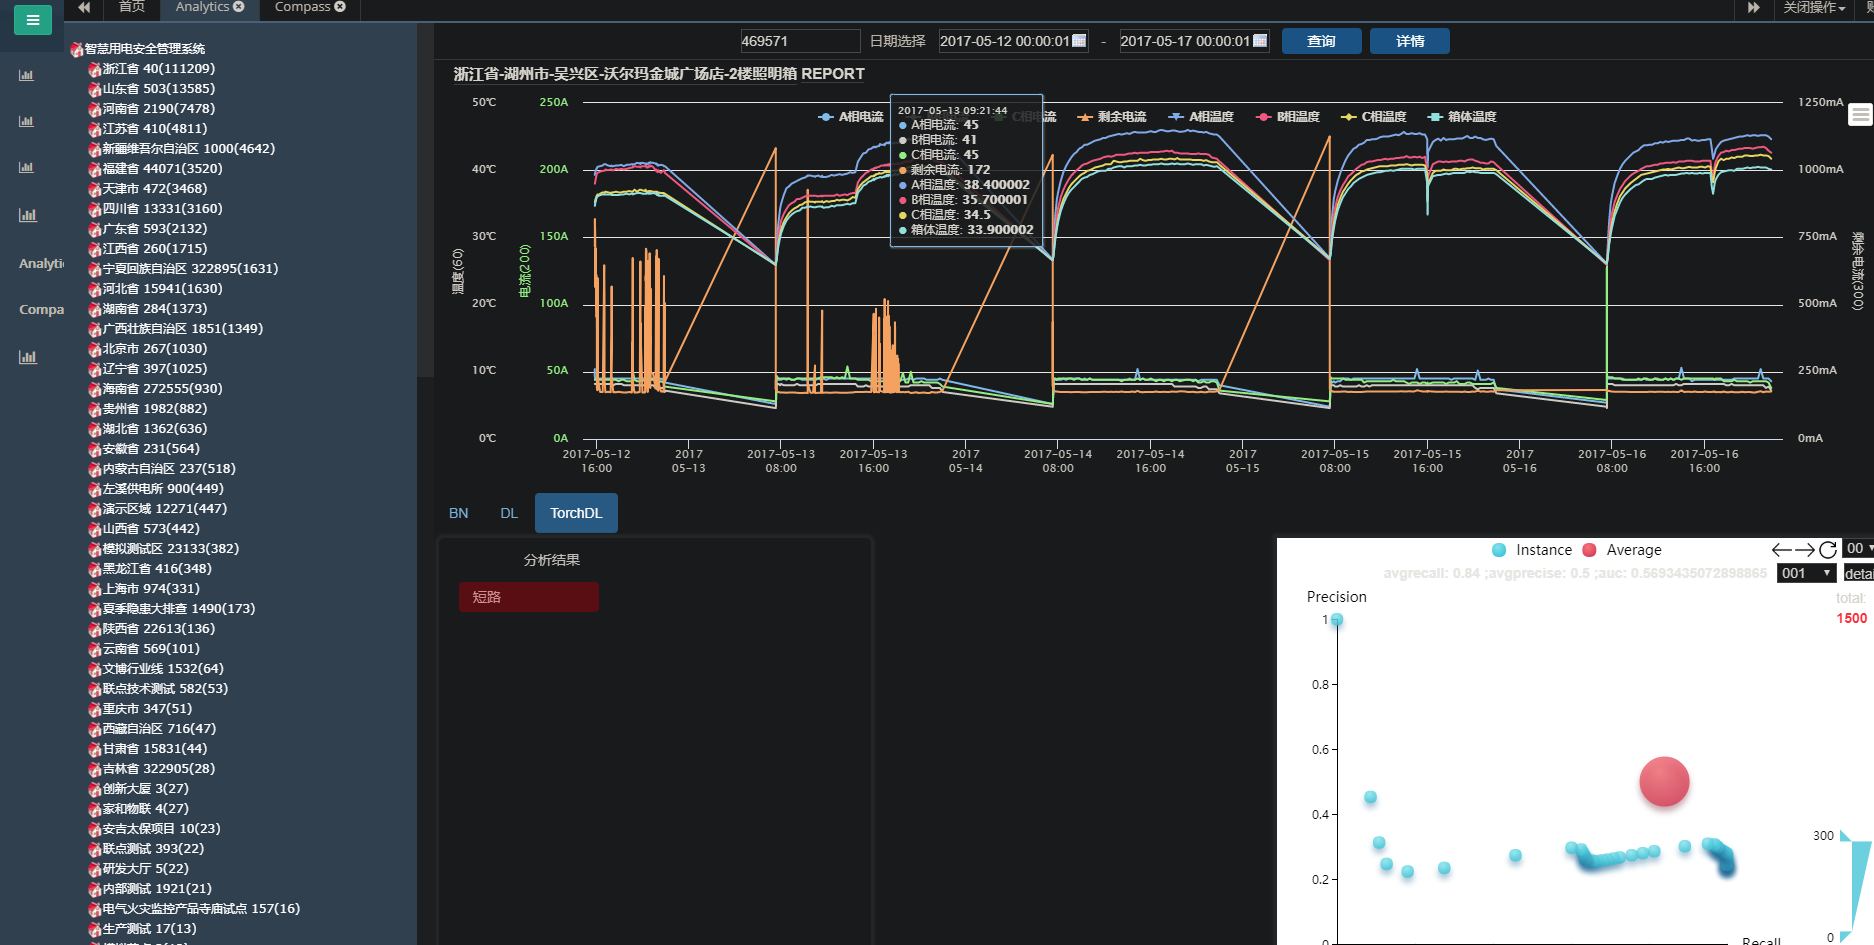 首页
Analytics
Compass
关闭操作
Analyti
Compa
智慧用电安全管理系统
浙江省 40(111209)
山东省 503(13585)
河南省 2190(7478)
江苏省 410(4811)
新疆维吾尔自治区 1000(4642)
福建省 44071(3520)
天津市 472(3468)
四川省 13331(3160)
广东省 593(2132)
江西省 260(1715)
宁夏回族自治区 322895(1631)
河北省 15941(1630)
湖南省 284(1373)
广西壮族自治区 1851(1349)
北京市 267(1030)
辽宁省 397(1025)
海南省 272555(930)
贵州省 1982(882)
湖北省 1362(636)
安徽省 231(564)
内蒙古自治区 237(518)
左溪供电所 900(449)
演示区域 12271(447)
山西省 573(442)
模拟测试区 23133(382)
黑龙江省 416(348)
上海市 974(331)
夏季隐患大排查 1490(173)
陕西省 22613(136)
云南省 569(101)
文博行业线 1532(64)
联点技术测试 582(53)
重庆市 347(51)
西藏自治区 716(47)
甘肃省 15831(44)
吉林省 322905(28)
创新大厦 3(27)
家和物联 4(27)
安吉太保项目 10(23)
联点测试 393(22)
研发大厅 5(22)
内部测试 1921(21)
电气火灾监控产品寺庙试点 157(16)
生产测试 17(13)
469571 日期选择 2017-05-12 00:00:01 - 2017-05-17 00:00:01 查询 详情
浙江省-湖州市-吴兴区-沃尔玛金城广场店-2楼照明箱 REPORT
A相电流 C相电流 剩余电流 A相温度 B相温度 C相温度 箱体温度
2017-05-13 09:21:44
A相电流: 45
B相电流: 41
C相电流: 45
剩余电流: 172
A相温度: 38.400002
B相温度: 35.700001
C相温度: 34.5
箱体温度: 33.900002
50℃ 250A 1250mA
40℃ 200A 1000mA
30℃ 150A 750mA
20℃ 100A 500mA
10℃ 50A 250mA
0℃ 0A 0mA
温度(60)
电流(200)
剩余电流(300)
2017-05-12 16:00
2017 05-13
2017-05-13 08:00
2017-05-13 16:00
2017 05-14
2017-05-14 08:00
2017-05-14 16:00
2017 05-15
2017-05-15 08:00
2017-05-15 16:00
2017 05-16
2017-05-16 08:00
2017-05-16 16:00
BN DL TorchDL
分析结果
短路
Instance Average
00
avgrecall: 0.84 ;avgprecise: 0.5 ;auc: 0.5693435072898865
001 detai
total:
1500
Precision
1
0.8
0.6
0.4
0.2
0
Recall
300
0